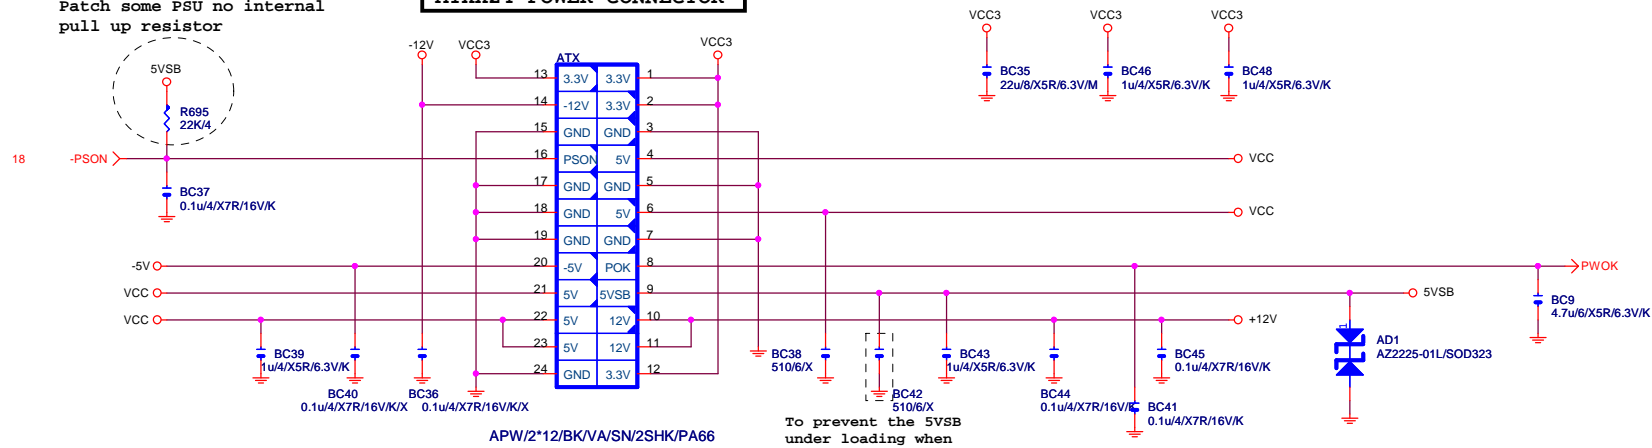 Patch some PSU no internal
pull up resistor
5VSB
R695
22K/4
18
-PSON
BC37
0.1u/4/X7R/16V/K
-5V
VCC
VCC
BC39
1u/4/X5R/6.3V/K
BC40
0.1u/4/X7R/16V/K/X
BC36
0.1u/4/X7R/16V/K/X
-12V
VCC3
VCC3
ATX
13 3.3V 3.3V 1
14 -12V 3.3V 2
15 GND GND 3
16 PSON 5V 4
17 GND GND 5
18 GND 5V 6
19 GND GND 7
20 -5V POK 8
21 5V 5VSB 9
22 5V 12V 10
23 5V 12V 11
24 GND 3.3V 12
APW/2*12/BK/VA/SN/2SHK/PA66
VCC3
BC35
22u/8/X5R/6.3V/M
VCC3
BC46
1u/4/X5R/6.3V/K
VCC3
BC48
1u/4/X5R/6.3V/K
VCC
VCC
PWOK
5VSB
+12V
BC38
510/6/X
BC42
510/6/X
To prevent the 5VSB
under loading when
BC43
1u/4/X5R/6.3V/K
BC44
0.1u/4/X7R/16V/K
BC41
0.1u/4/X7R/16V/K
BC45
0.1u/4/X7R/16V/K
1
AD1
AZ2225-01L/SOD323
BC9
4.7u/6/X5R/6.3V/K